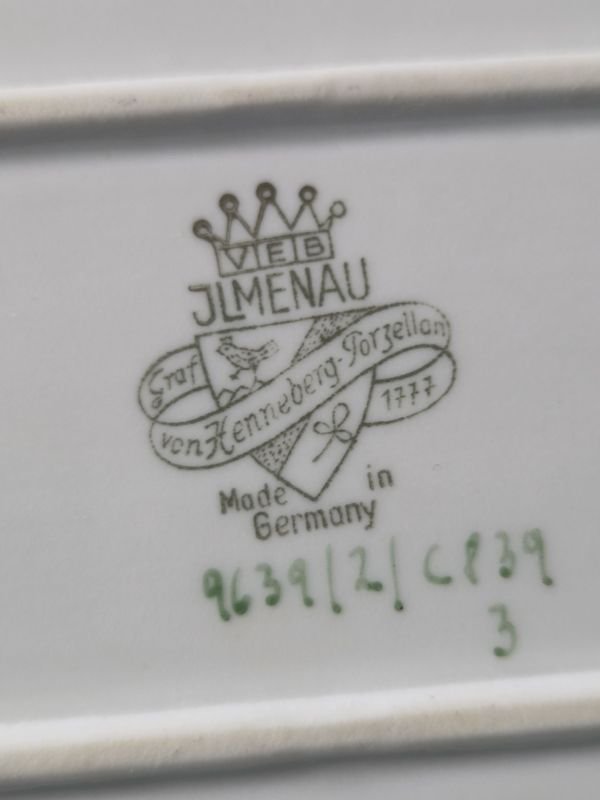 VEB
JLMENAU
Graf
von Henneberg-Porzellan
1777
Made in
Germany
9639/2/C839
3